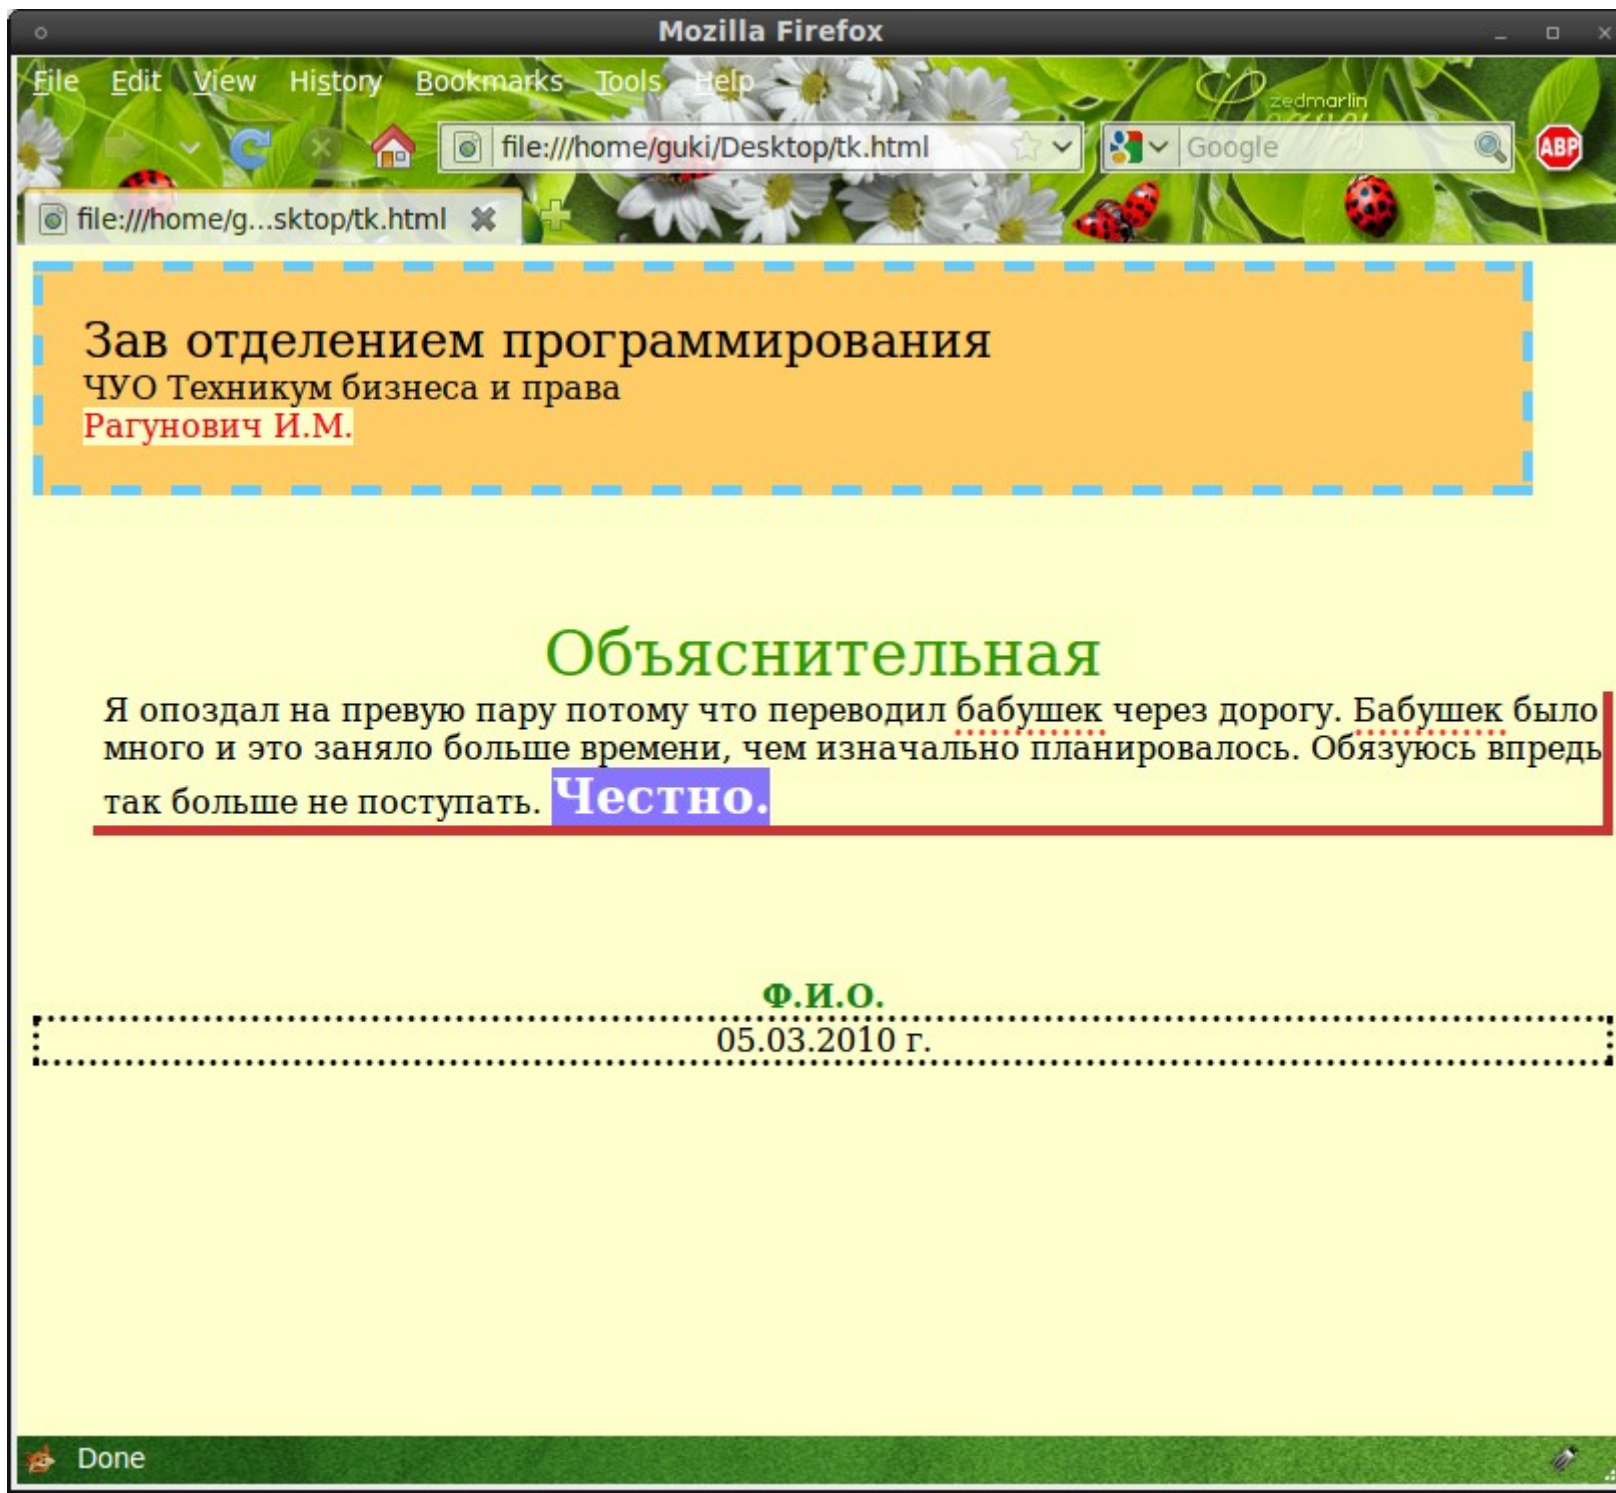 Mozilla Firefox
File Edit View History Bookmarks Tools Help
zedmarlin
file:///home/guki/Desktop/tk.html
Google
ABP
file:///home/g...sktop/tk.html
Зав отделением программирования
ЧУО Техникум бизнеса и права
Рагунович И.М.
Объяснительная
Я опоздал на превую пару потому что переводил бабушек через дорогу. Бабушек было
много и это заняло больше времени, чем изначально планировалось. Обязуюсь впредь
так больше не поступать. Честно.
Ф.И.О.
05.03.2010 г.
Done